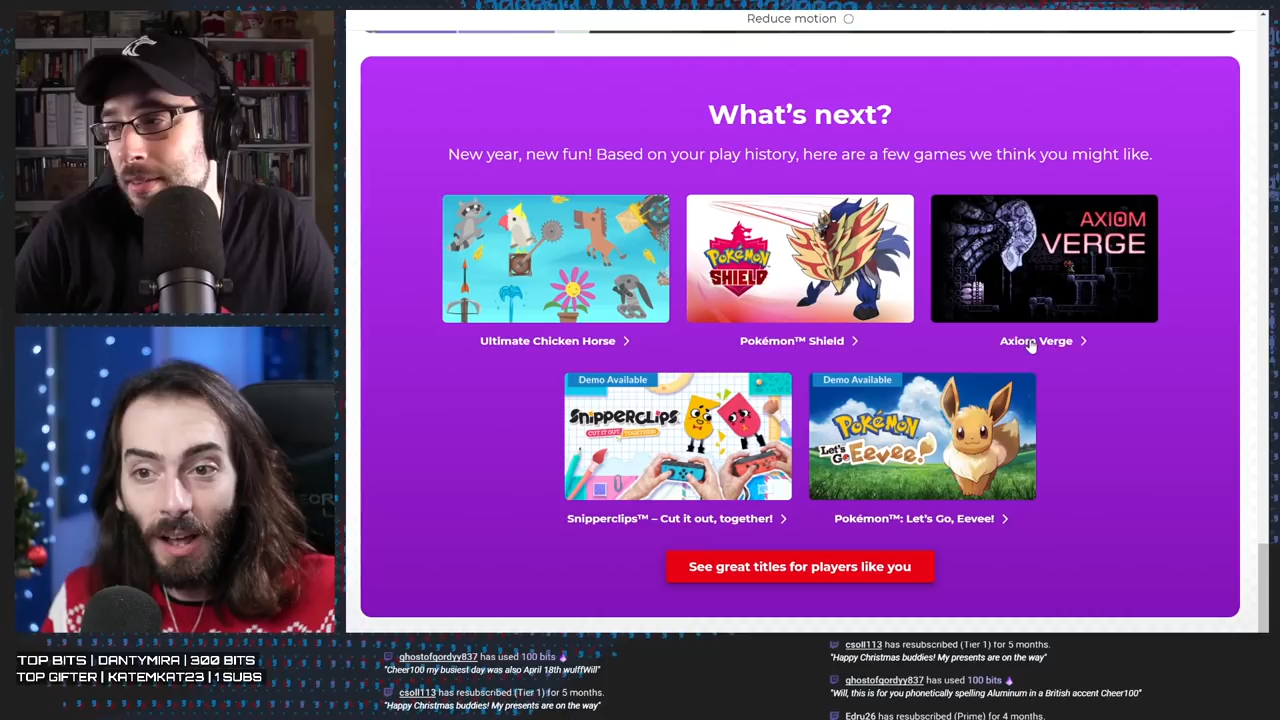 Reduce motion
What's next?
New year, new fun! Based on your play history, here are a few games we think you might like.
POKÉMON
SHIELD
AXIOM
VERGE
Ultimate Chicken Horse
Pokémon™ Shield
Axiom Verge
Demo Available
SNIPPERCLIPS
CUT IT OUT, TOGETHER!
Demo Available
POKÉMON
Let's Go
Eevee!
Snipperclips™ – Cut it out, together!
Pokémon™: Let's Go, Eevee!
See great titles for players like you
TOP BITS | DANTYMIRA | 300 BITS
TOP GIFTER | KATEMKAT23 | 1 SUBS
ghostofgordyy837 has used 100 bits
"Cheer100 my busiest day was also April 18th wulffWill"
csoll113 has resubscribed (Tier 1) for 5 months.
"Happy Christmas buddies! My presents are on the way"
csoll113 has resubscribed (Tier 1) for 5 months.
"Happy Christmas buddies! My presents are on the way"
ghostofgordyy837 has used 100 bits
"Will, this is for you phonetically spelling Aluminum in a British accent Cheer100"
Edru26 has resubscribed (Prime) for 4 months.